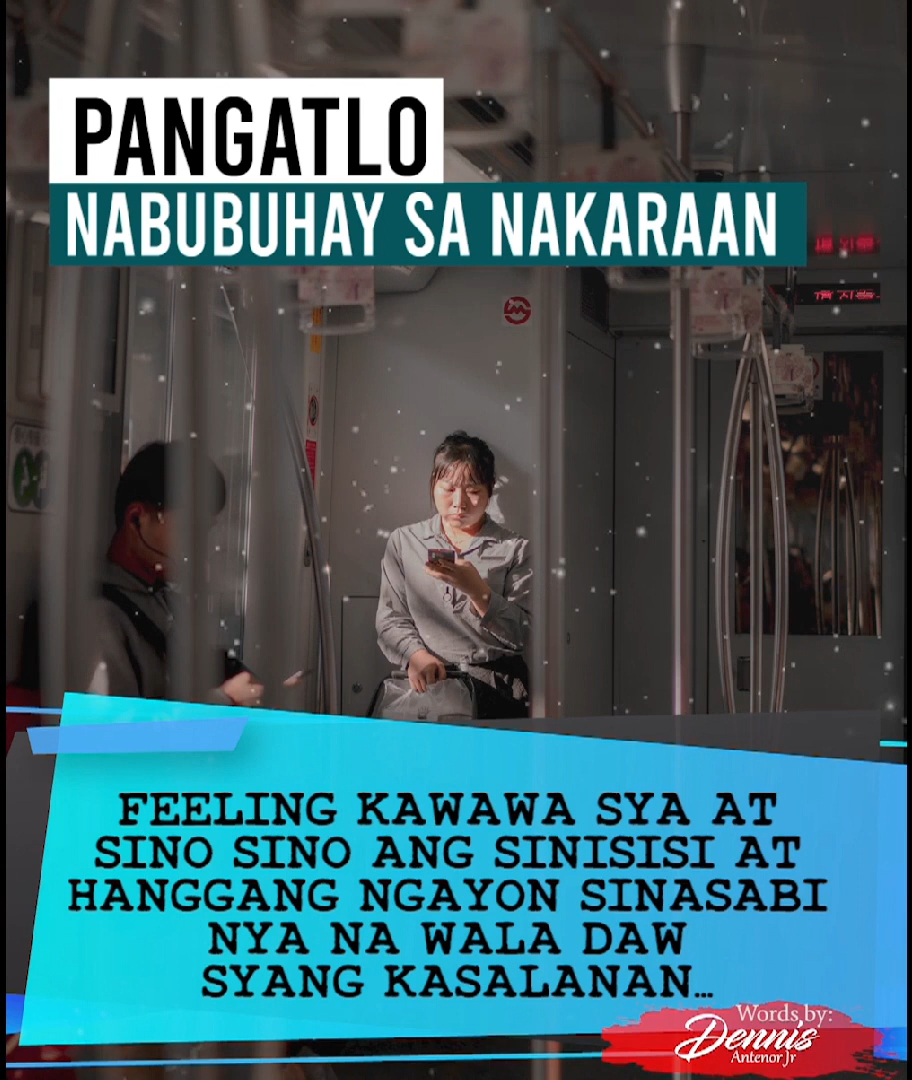 PANGATLO
NABUBUHAY SA NAKARAAN
FEELING KAWAWA SYA AT
SINO SINO ANG SINISISI AT
HANGGANG NGAYON SINASABI
NYA NA WALA DAW
SYANG KASALANAN...
Words by:
Dennis
Antenor Jr